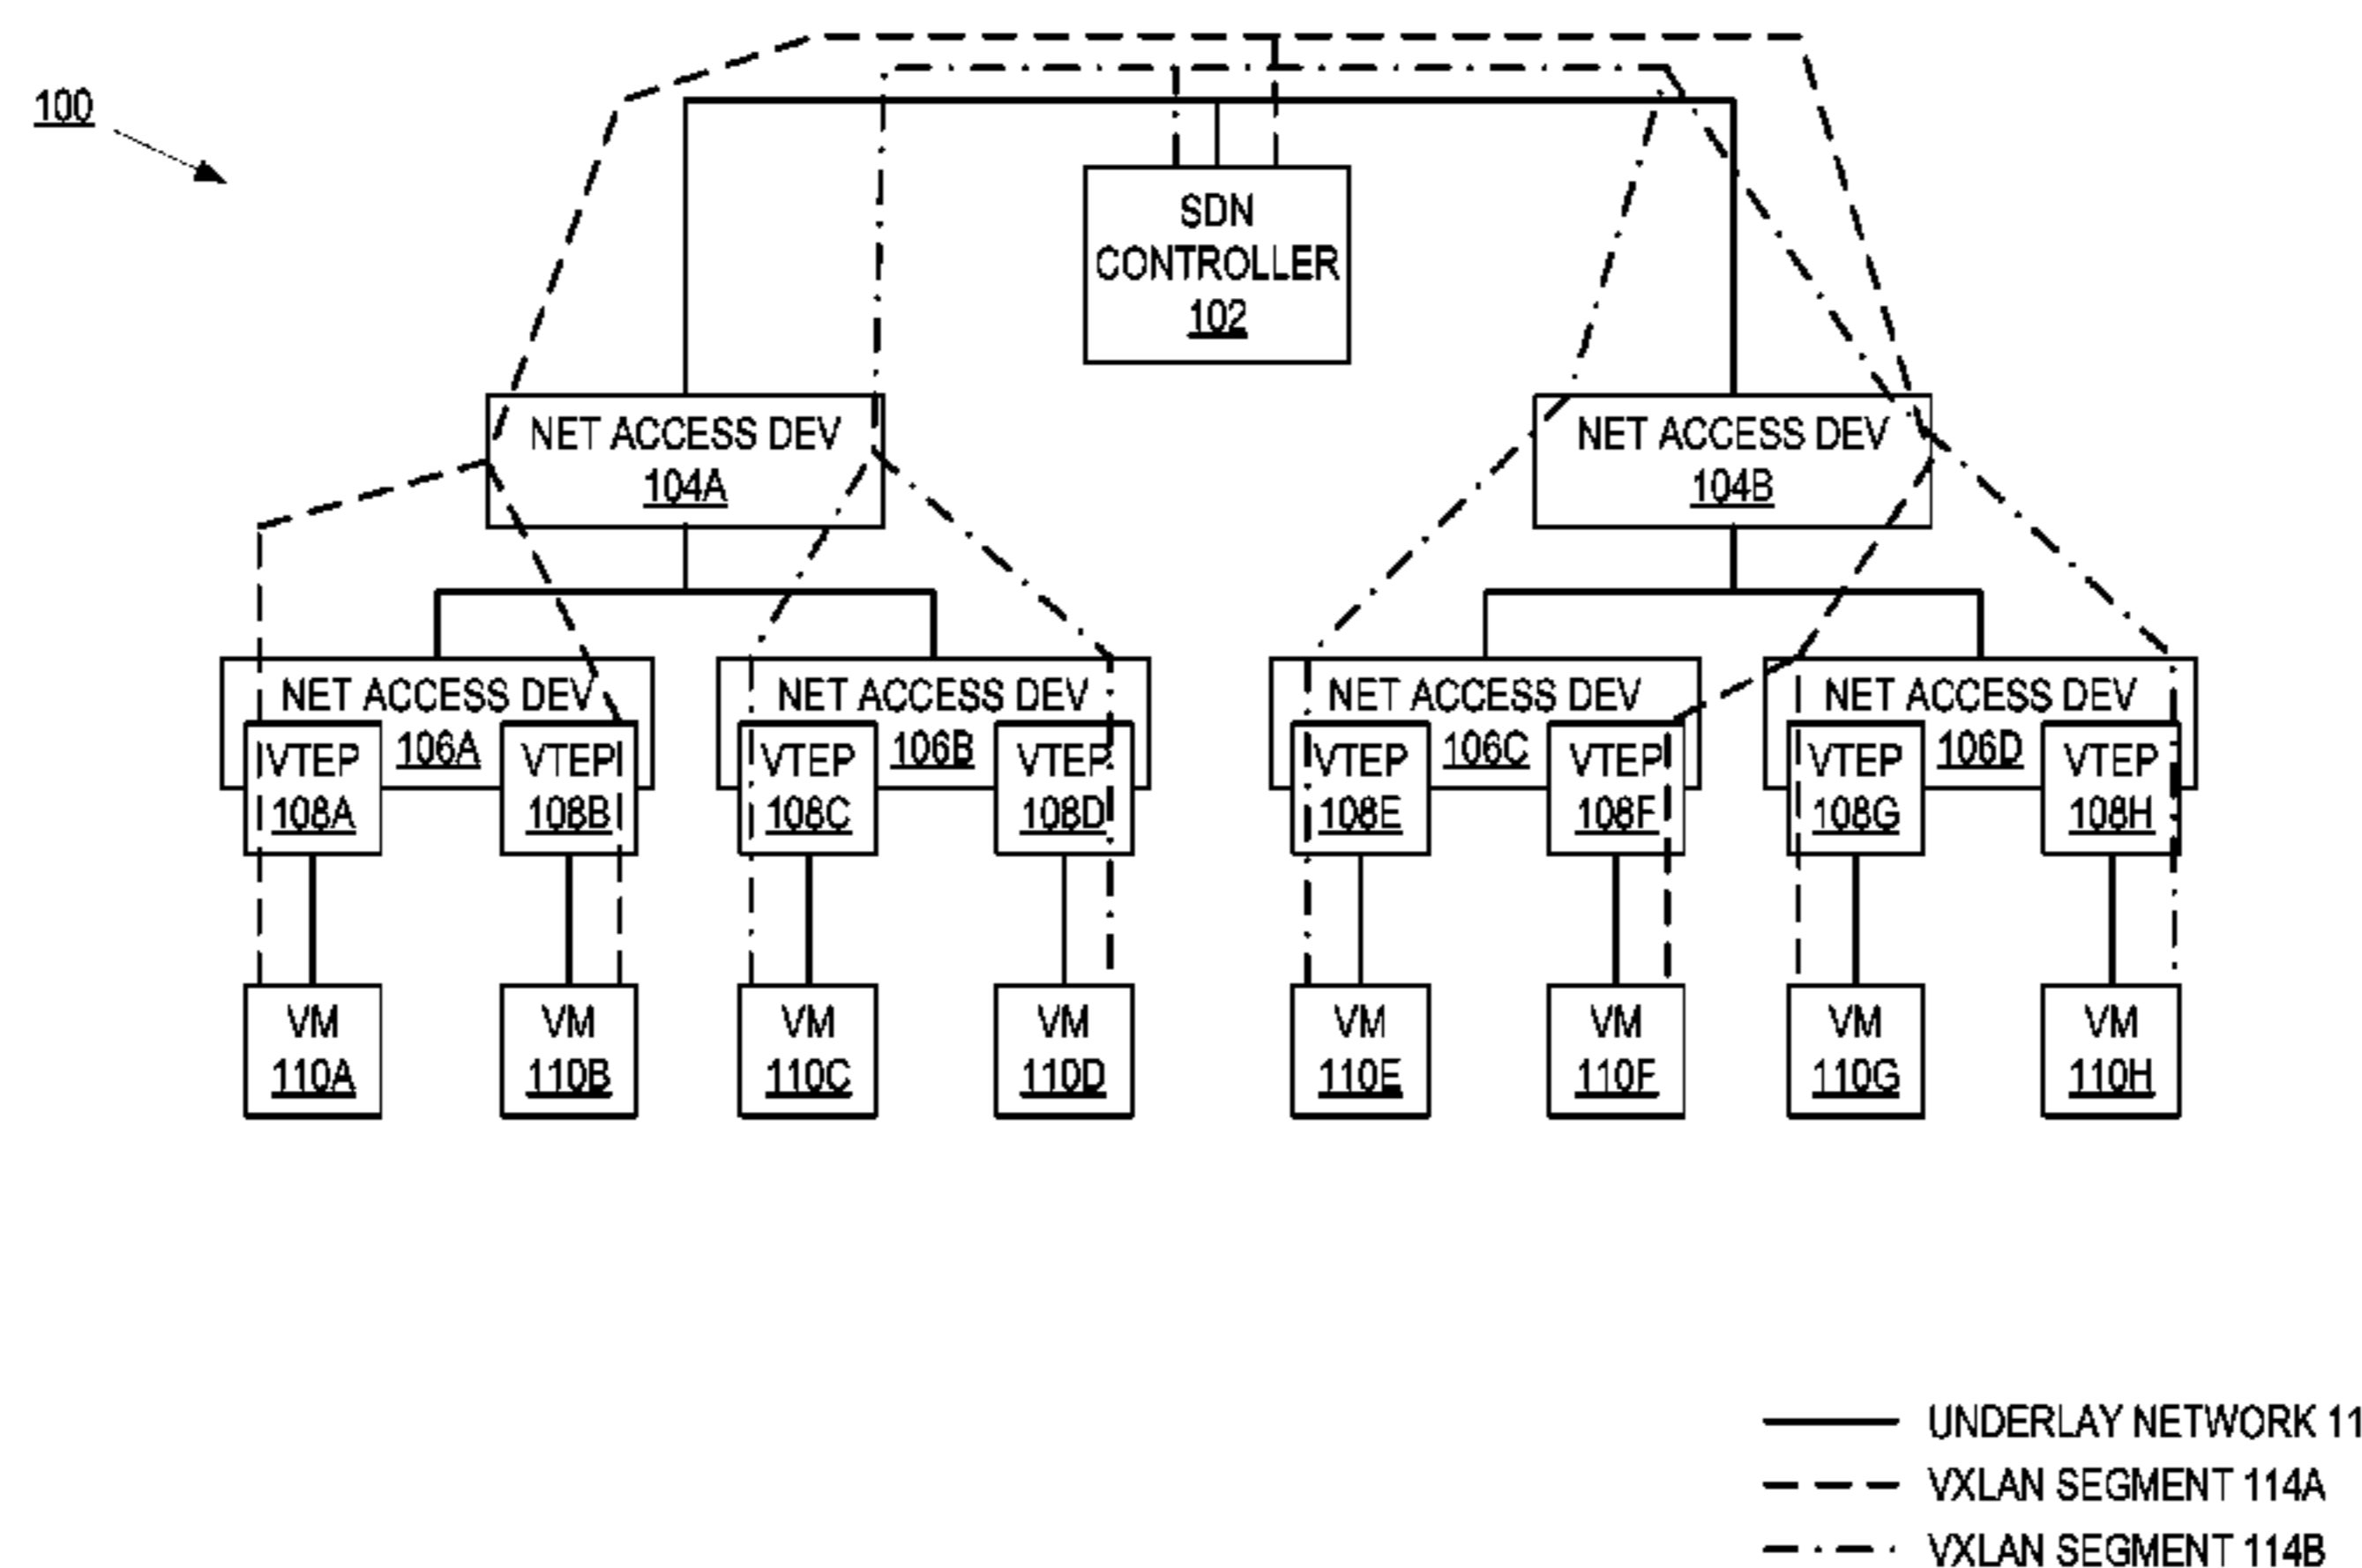 100
SDN
CONTROLLER
102
NET ACCESS DEV
104A
NET ACCESS DEV
104B
NET ACCESS DEV
106A
NET ACCESS DEV
106B
NET ACCESS DEV
106C
NET ACCESS DEV
106D
VTEP
108A
VTEP
108B
VTEP
108C
VTEP
108D
VTEP
108E
VTEP
108F
VTEP
108G
VTEP
108H
VM
110A
VM
110B
VM
110C
VM
110D
VM
110E
VM
110F
VM
110G
VM
110H
UNDERLAY NETWORK 11
VXLAN SEGMENT 114A
VXLAN SEGMENT 114B